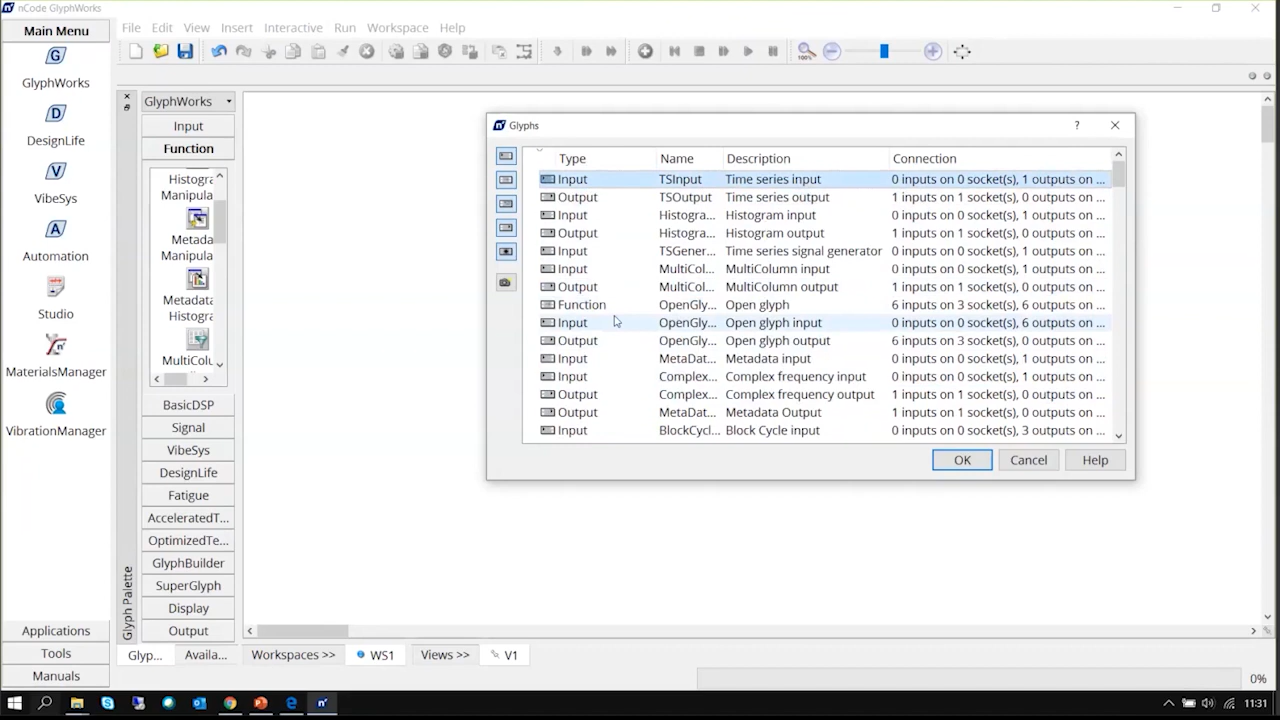 nCode GlyphWorks
Main Menu
File Edit View Insert Interactive Run Workspace Help
GlyphWorks
DesignLife
VibeSys
Automation
Studio
MaterialsManager
VibrationManager
Applications
Tools
Manuals
100%
Glyph Palette
GlyphWorks
Input
Function
Histogra
Manipula
Metada
Manipula
Metadata
Histogra
MultiColu
BasicDSP
Signal
VibeSys
DesignLife
Fatigue
AcceleratedT...
OptimizedTe...
GlyphBuilder
SuperGlyph
Display
Output
Glyphs
?
Type Name Description Connection
Input TSInput Time series input 0 inputs on 0 socket(s), 1 outputs on ...
Output TSOutput Time series output 1 inputs on 1 socket(s), 0 outputs on ...
Input Histogra... Histogram input 0 inputs on 0 socket(s), 1 outputs on ...
Output Histogra... Histogram output 1 inputs on 1 socket(s), 0 outputs on ...
Input TSGener... Time series signal generator 0 inputs on 0 socket(s), 1 outputs on ...
Input MultiCol... MultiColumn input 0 inputs on 0 socket(s), 1 outputs on ...
Output MultiCol... MultiColumn output 1 inputs on 1 socket(s), 0 outputs on ...
Function OpenGly... Open glyph 6 inputs on 3 socket(s), 6 outputs on ...
Input OpenGly... Open glyph input 0 inputs on 0 socket(s), 6 outputs on ...
Output OpenGly... Open glyph output 6 inputs on 3 socket(s), 0 outputs on ...
Input MetaDat... Metadata input 0 inputs on 0 socket(s), 1 outputs on ...
Input Complex... Complex frequency input 0 inputs on 0 socket(s), 1 outputs on ...
Output Complex... Complex frequency output 1 inputs on 1 socket(s), 0 outputs on ...
Output MetaDat... Metadata Output 1 inputs on 1 socket(s), 0 outputs on ...
Input BlockCycl... Block Cycle input 0 inputs on 0 socket(s), 3 outputs on ...
OK Cancel Help
Glyp... Availa... Workspaces >> WS1 Views >> V1
0%
11:31